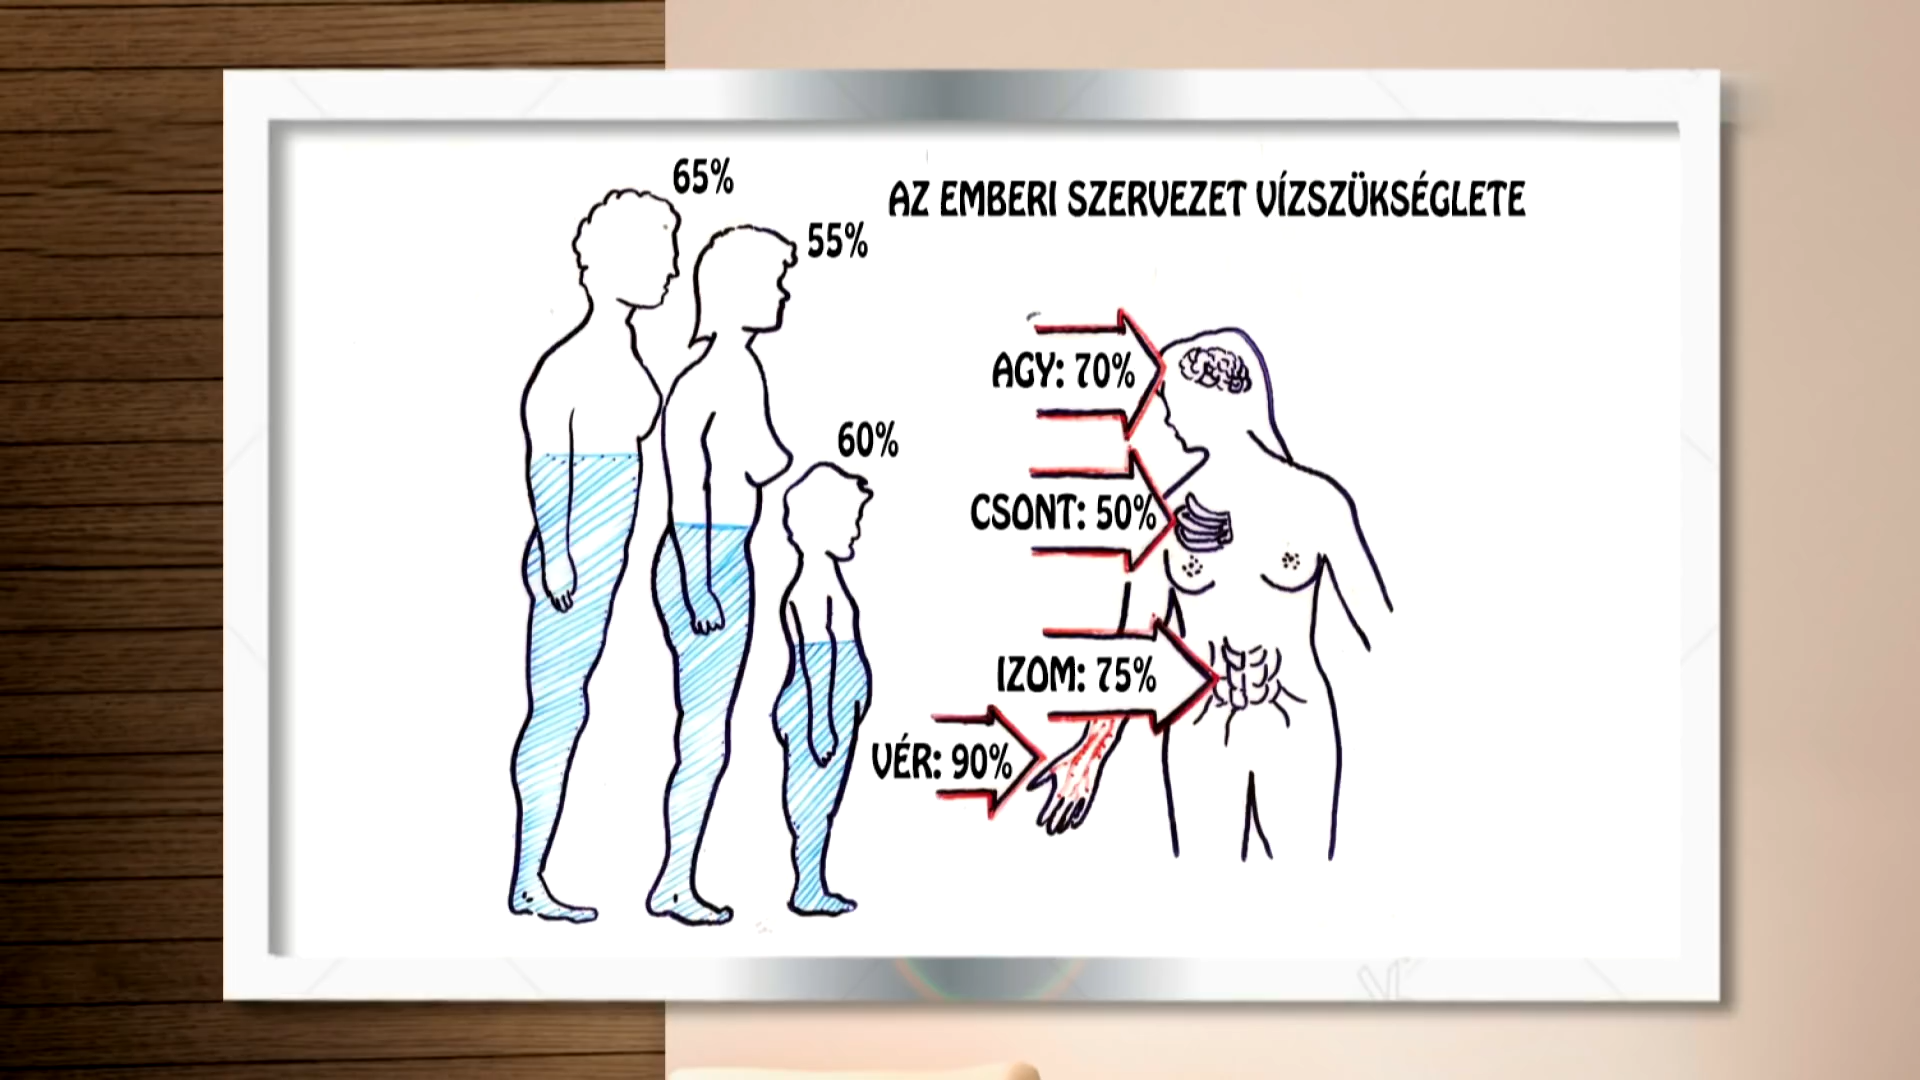 65%
55%
AZ EMBERI SZERVEZET VÍZSZÜKSÉGLETE
AGY: 70%
60%
CSONT: 50%
IZOM: 75%
VÉR: 90%